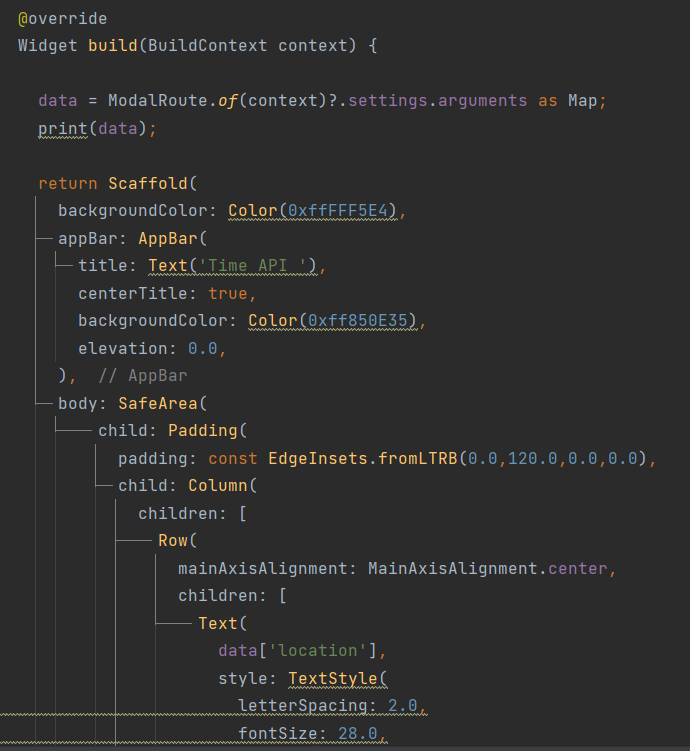 @override
Widget build(BuildContext context) {
data = ModalRoute.of(context)?.settings.arguments as Map;
print(data);
return Scaffold(
backgroundColor: Color(0xffFFF5E4),
appBar: AppBar(
title: Text('Time API '),
centerTitle: true,
backgroundColor: Color(0xff850E35),
elevation: 0.0,
), // AppBar
body: SafeArea(
child: Padding(
padding: const EdgeInsets.fromLTRB(0.0,120.0,0.0,0.0),
child: Column(
children: [
Row(
mainAxisAlignment: MainAxisAlignment.center,
children: [
Text(
data['location'],
style: TextStyle(
letterSpacing: 2.0,
fontSize: 28.0,